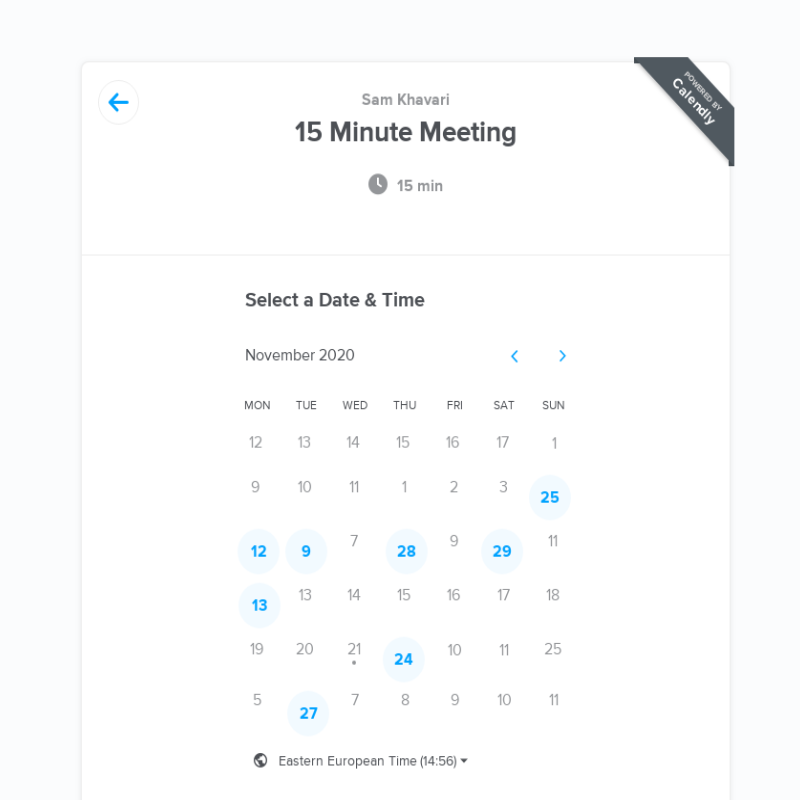 Sam Khavari
15 Minute Meeting
15 min
POWERED BY
Calendly
Select a Date & Time
November 2020
MON TUE WED THU FRI SAT SUN
12 13 14 15 16 17 1
9 10 11 1 2 3 25
12 9 7 28 9 29 11
13 13 14 15 16 17 18
19 20 21 24 10 11 25
5 27 7 8 9 10 11
Eastern European Time (14:56)